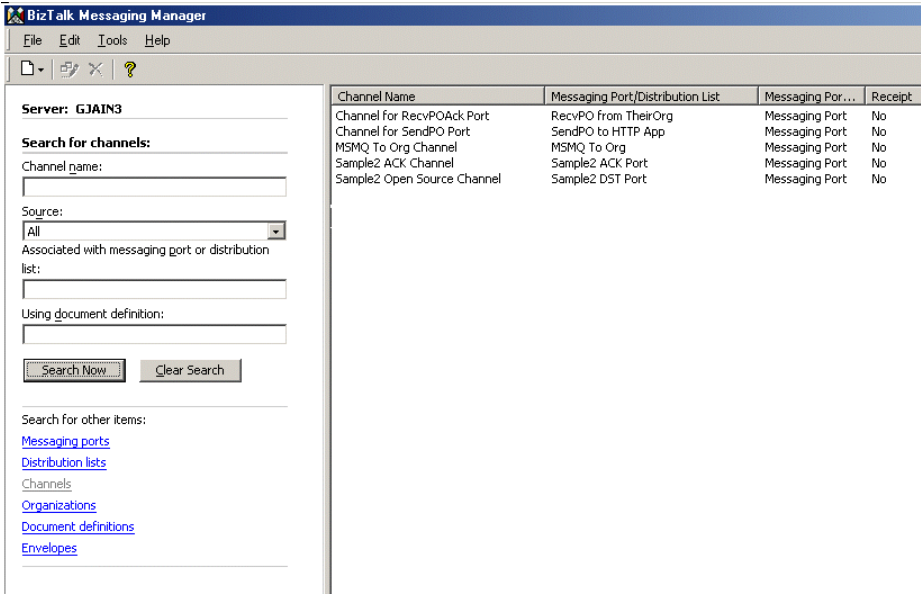 BizTalk Messaging Manager
File Edit Tools Help
Server: GJAIN3
Search for channels:
Channel name:
Source:
All
Associated with messaging port or distribution
list:
Using document definition:
Search Now Clear Search
Search for other items:
Messaging ports
Distribution lists
Channels
Organizations
Document definitions
Envelopes
Channel Name Messaging Port/Distribution List Messaging Por... Receipt
Channel for RecvPOAck Port RecvPO from TheirOrg Messaging Port No
Channel for SendPO Port SendPO to HTTP App Messaging Port No
MSMQ To Org Channel MSMQ To Org Messaging Port No
Sample2 ACK Channel Sample2 ACK Port Messaging Port No
Sample2 Open Source Channel Sample2 DST Port Messaging Port No